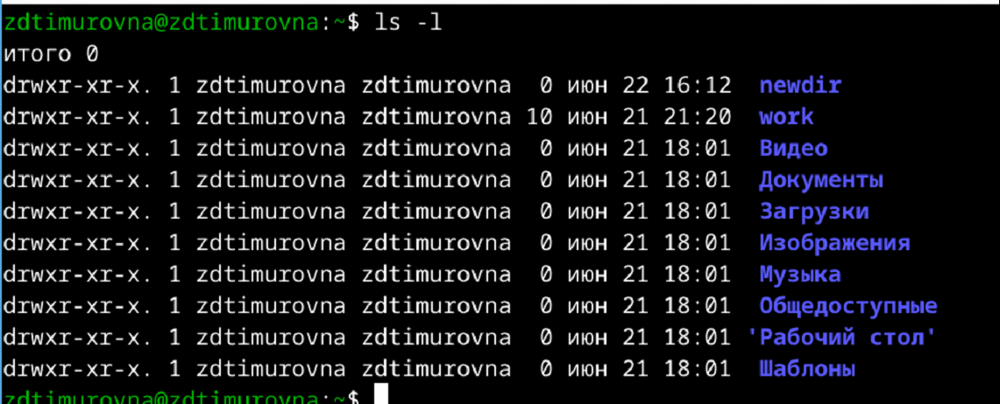 zdtimurovna@zdtimurovna:~$ ls -l
итого 0
drwxr-xr-x. 1 zdtimurovna zdtimurovna  0 июн 22 16:12  newdir
drwxr-xr-x. 1 zdtimurovna zdtimurovna 10 июн 21 21:20  work
drwxr-xr-x. 1 zdtimurovna zdtimurovna  0 июн 21 18:01  Видео
drwxr-xr-x. 1 zdtimurovna zdtimurovna  0 июн 21 18:01  Документы
drwxr-xr-x. 1 zdtimurovna zdtimurovna  0 июн 21 18:01  Загрузки
drwxr-xr-x. 1 zdtimurovna zdtimurovna  0 июн 21 18:01  Изображения
drwxr-xr-x. 1 zdtimurovna zdtimurovna  0 июн 21 18:01  Музыка
drwxr-xr-x. 1 zdtimurovna zdtimurovna  0 июн 21 18:01  Общедоступные
drwxr-xr-x. 1 zdtimurovna zdtimurovna  0 июн 21 18:01 'Рабочий стол'
drwxr-xr-x. 1 zdtimurovna zdtimurovna  0 июн 21 18:01  Шаблоны
zdtimurovna@zdtimurovna:~$